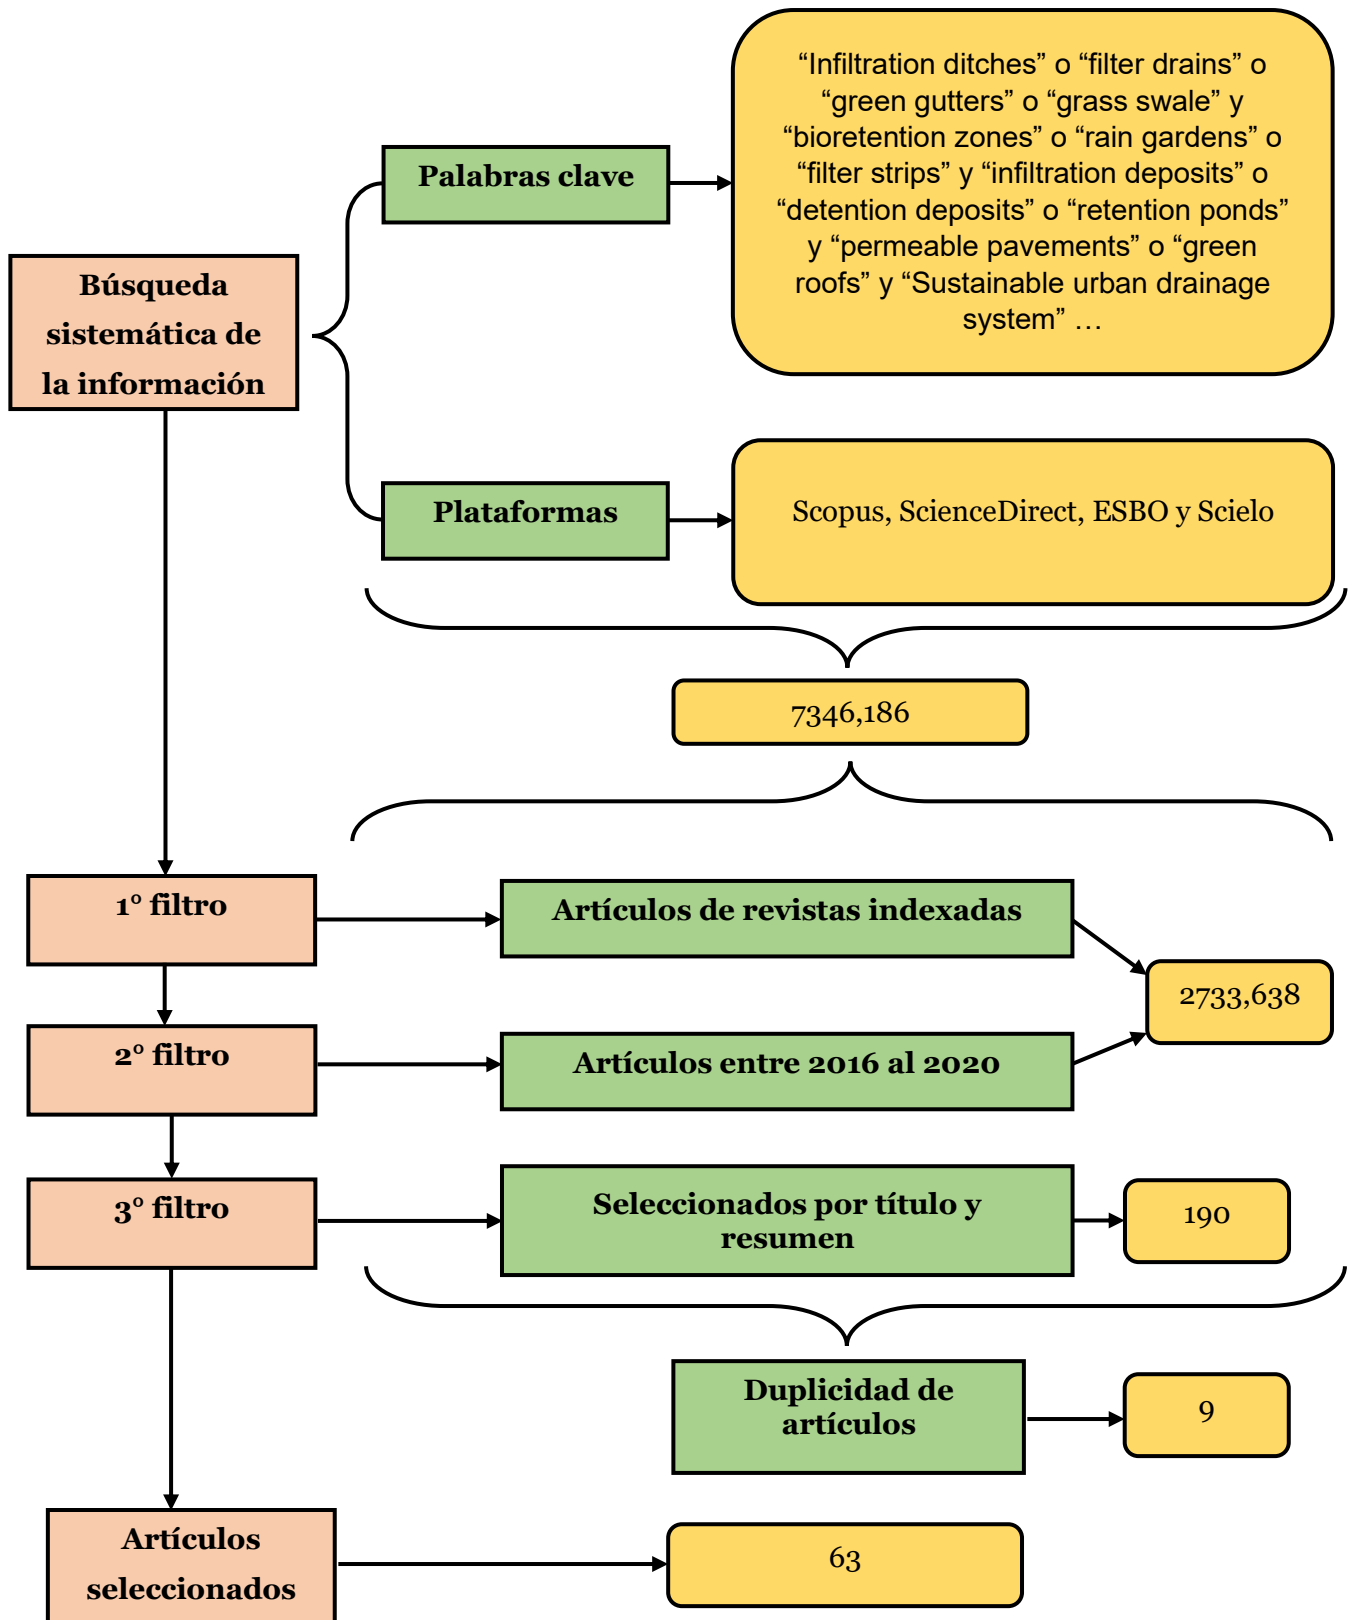 Palabras clave
“Infiltration ditches” o “filter drains” o
“green gutters” o “grass swale” y
“bioretention zones” o “rain gardens” o
“filter strips” y “infiltration deposits” o
“detention deposits” o “retention ponds”
y “permeable pavements” o “green
roofs” y “Sustainable urban drainage
system” …
Búsqueda
sistemática de
la información
Plataformas
Scopus, ScienceDirect, ESBO y Scielo
7346,186
1° filtro
Artículos de revistas indexadas
2733,638
2° filtro
Artículos entre 2016 al 2020
3° filtro
Seleccionados por título y
resumen
190
Duplicidad de
artículos
9
Artículos
seleccionados
63